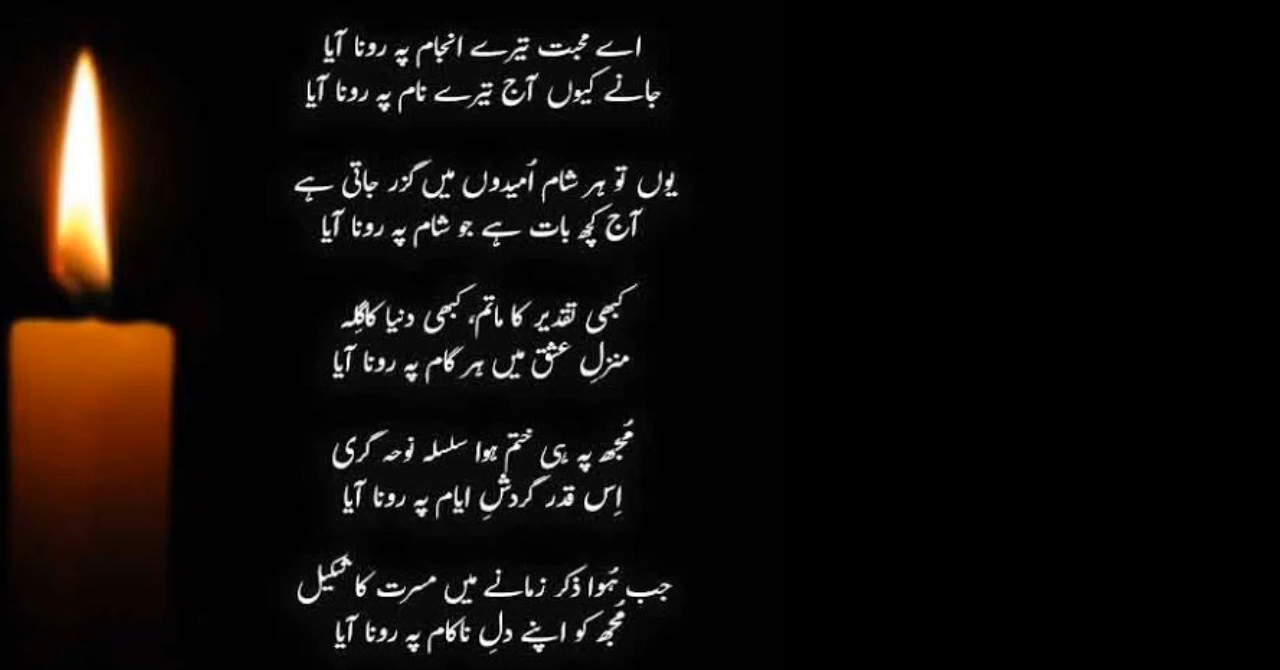 اے محبت تیرے انجام پہ رونا آیا
جانے کیوں آج تیرے نام پہ رونا آیا
یوں تو ہر شام اُمیدوں میں گزر جاتی ہے
آج کچھ بات ہے جو شام پہ رونا آیا
کبھی تقدیر کا ماتم، کبھی دنیا کا گِلہ
منزلِ عشق میں ہر گام پہ رونا آیا
مُجھ پہ ہی ختم ہوا سلسلہ نوحہ گری
اِس قدر گردشِ ایام پہ رونا آیا
جب ہُوا ذکر زمانے میں مسرت کا شکیل
مُجھ کو اپنے دلِ ناکام پہ رونا آیا